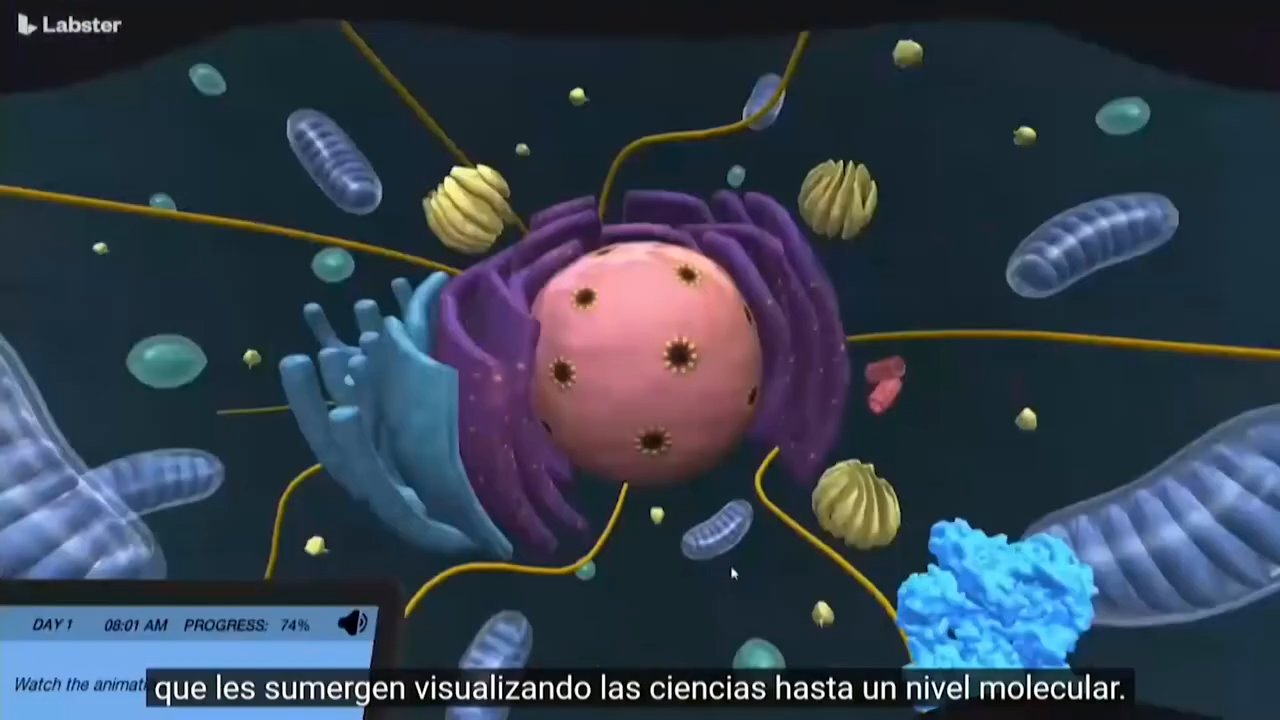 Labster
DAY 1 08:01 AM PROGRESS: 74%
Watch the animati
que les sumergen visualizando las ciencias hasta un nivel molecular.